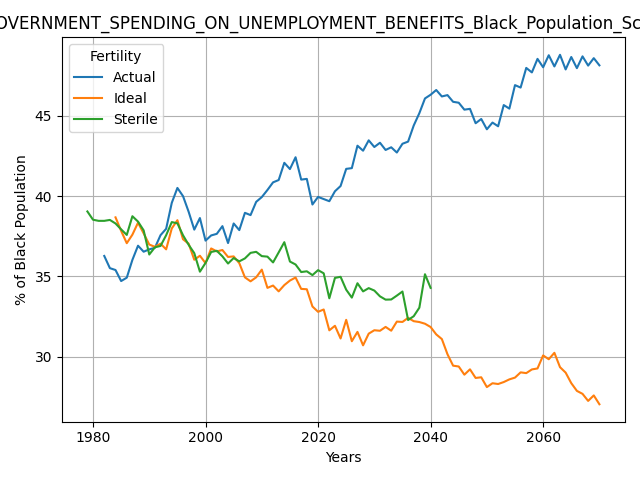 OVERNMENT_SPENDING_ON_UNEMPLOYMENT_BENEFITS_Black_Population_Sc
Fertility
Actual
Ideal
Sterile
% of Black Population
45
40
35
30
1980 2000 2020 2040 2060
Years